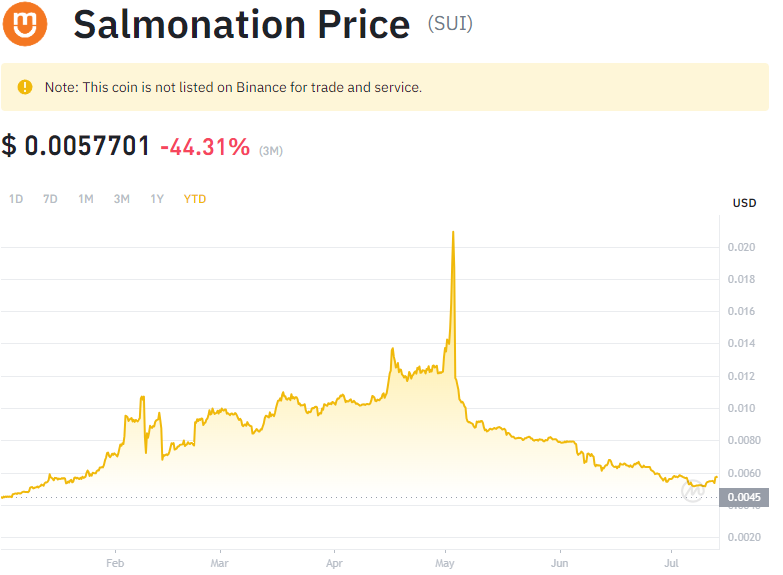 Salmonation Price (SUI)
Note: This coin is not listed on Binance for trade and service.
$ 0.0057701 -44.31% (3M)
1D 7D 1M 3M 1Y YTD
USD
0.020
0.018
0.016
0.014
0.012
0.010
0.0080
0.0060
0.0045
0.0020
Feb Mar Apr May Jun Jul